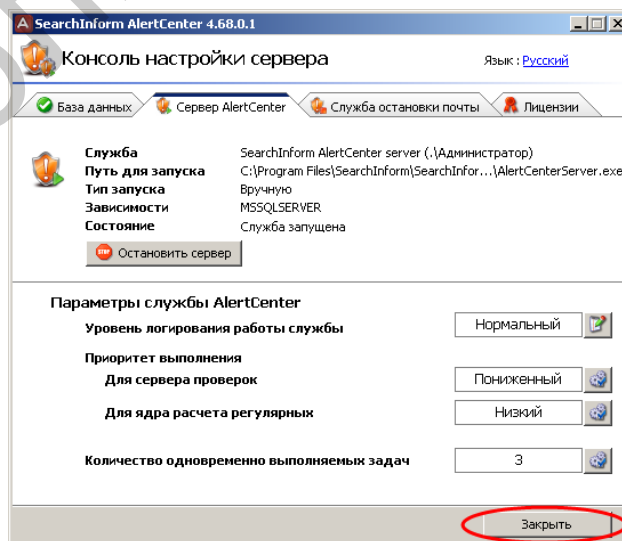 SearchInform AlertCenter 4.68.0.1
Консоль настройки сервера
Язык : Русский
База данных
Сервер AlertCenter
Служба остановки почты
Лицензии
Служба SearchInform AlertCenter server (.\Администратор)
Путь для запуска C:\Program Files\SearchInform\SearchInfor...\AlertCenterServer.exe
Тип запуска Вручную
Зависимости MSSQLSERVER
Состояние Служба запущена
Остановить сервер
Параметры службы AlertCenter
Уровень логирования работы службы Нормальный
Приоритет выполнения
Для сервера проверок Пониженный
Для ядра расчета регулярных Низкий
Количество одновременно выполняемых задач 3
Закрыть